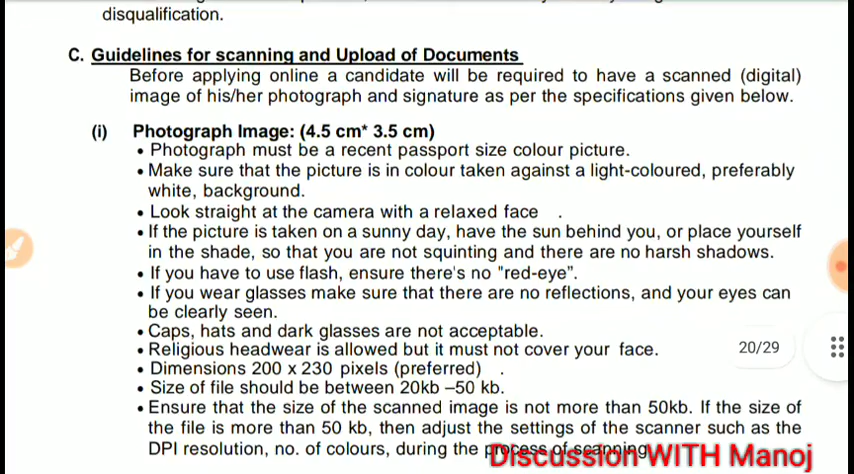 disqualification.
C. Guidelines for scanning and Upload of Documents
Before applying online a candidate will be required to have a scanned (digital)
image of his/her photograph and signature as per the specifications given below.
(i) Photograph Image: (4.5 cm* 3.5 cm)
• Photograph must be a recent passport size colour picture.
• Make sure that the picture is in colour taken against a light-coloured, preferably
white, background.
• Look straight at the camera with a relaxed face .
• If the picture is taken on a sunny day, have the sun behind you, or place yourself
in the shade, so that you are not squinting and there are no harsh shadows.
• If you have to use flash, ensure there's no "red-eye".
• If you wear glasses make sure that there are no reflections, and your eyes can
be clearly seen.
• Caps, hats and dark glasses are not acceptable.
• Religious headwear is allowed but it must not cover your face.
20/29
• Dimensions 200 x 230 pixels (preferred) .
• Size of file should be between 20kb –50 kb.
• Ensure that the size of the scanned image is not more than 50kb. If the size of
the file is more than 50 kb, then adjust the settings of the scanner such as the
DPI resolution, no. of colours, during the process of scanning
Discussion WITH Manoj